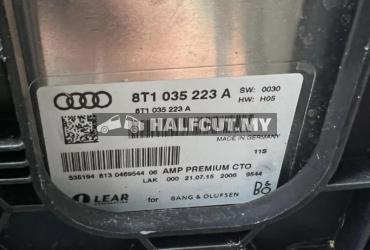 8T1 035 223 A SW: 0030
8T1 035 223 A HW: H05
HALFCUT.MY
MADE IN GERMANY
11S
535194 813 0469544 06 AMP PREMIUM CTO
LAK 000 21.07.15 2006 9544
LEAR for BANG & OLUFSEN B&O